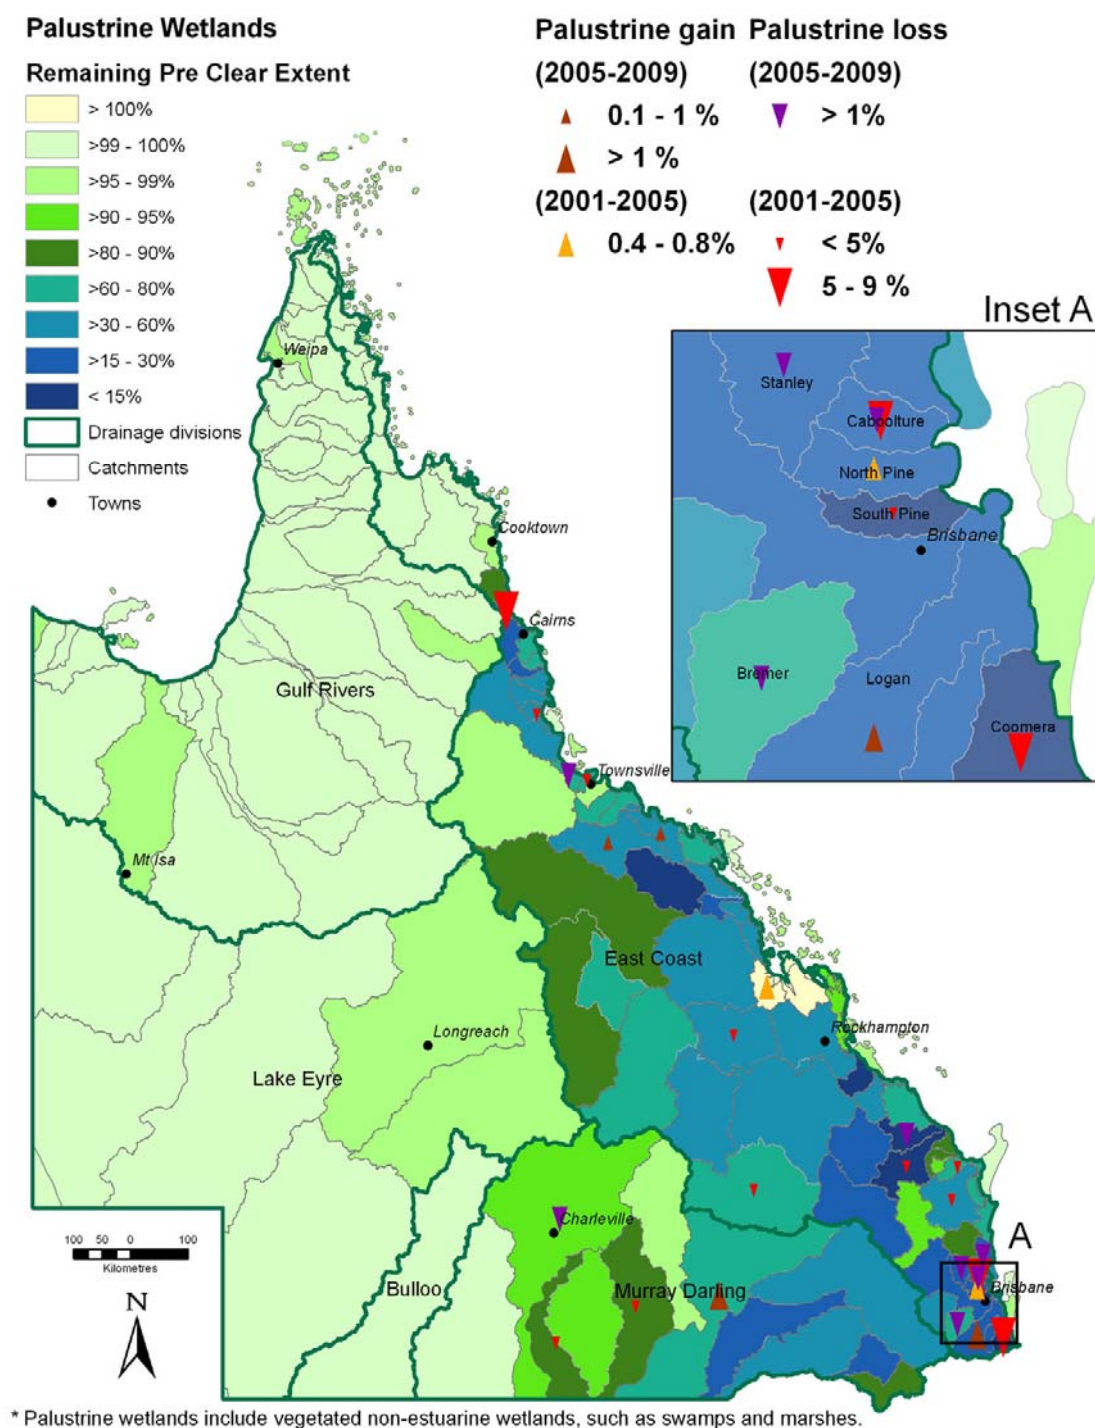 Palustrine Wetlands
Remaining Pre Clear Extent
> 100%
>99 - 100%
>95 - 99%
>90 - 95%
>80 - 90%
>60 - 80%
>30 - 60%
>15 - 30%
< 15%
Drainage divisions
Catchments
Towns
Palustrine gain
(2005-2009)
0.1 - 1 %
> 1 %
(2001-2005)
0.4 - 0.8%
Palustrine loss
(2005-2009)
> 1%
(2001-2005)
< 5%
5 - 9 %
Inset A
Stanley
Caboolture
North Pine
South Pine
Brisbane
Bremer
Logan
Coomera
Weipa
Cooktown
Cairns
Gulf Rivers
Townsville
Mt Isa
East Coast
Longreach
Rockhampton
Lake Eyre
Charleville
A
Bulloo
Murray Darling
Brisbane
100 50 0 100
Kilometres
N
* Palustrine wetlands include vegetated non-estuarine wetlands, such as swamps and marshes.